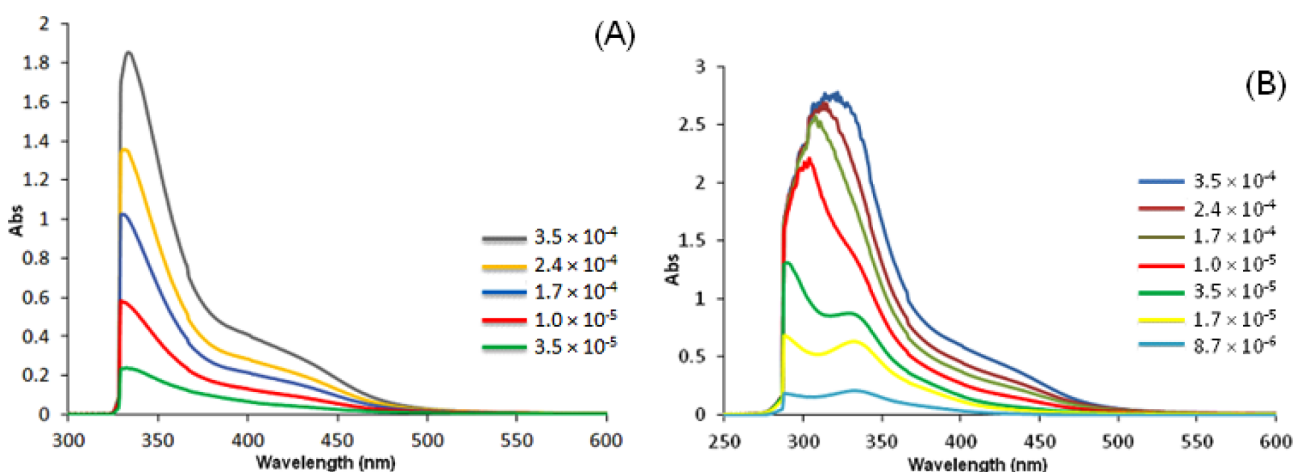 (A)
2
1.8
1.6
1.4
1.2
1
0.8
0.6
0.4
0.2
0
Abs
300 350 400 450 500 550 600
Wavelength (nm)
3.5 × 10⁻⁴
2.4 × 10⁻⁴
1.7 × 10⁻⁴
1.0 × 10⁻⁵
3.5 × 10⁻⁵
(B)
3
2.5
2
1.5
1
0.5
0
Abs
250 300 350 400 450 500 550 600
Wavelength (nm)
3.5 × 10⁻⁴
2.4 × 10⁻⁴
1.7 × 10⁻⁴
1.0 × 10⁻⁵
3.5 × 10⁻⁵
1.7 × 10⁻⁵
8.7 × 10⁻⁶